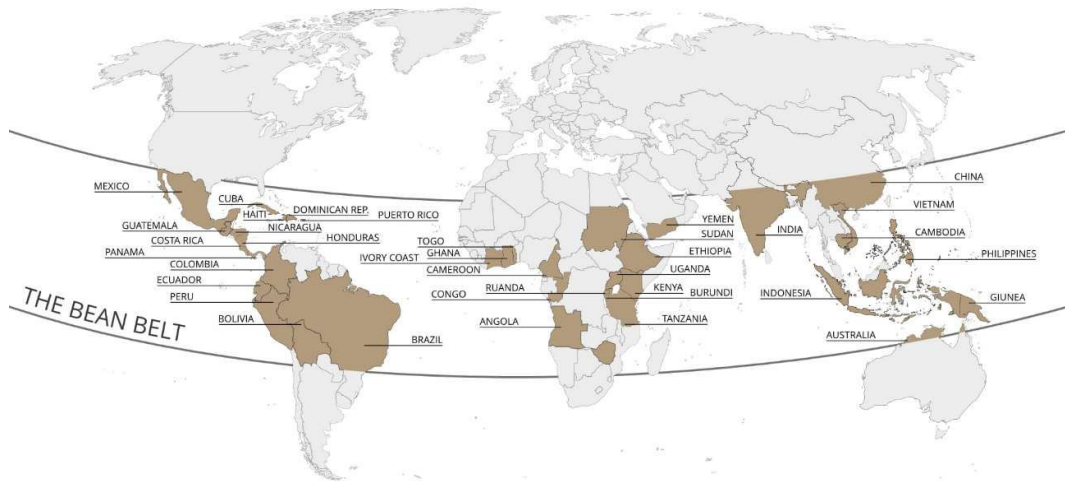 MEXICO
CUBA
HAITI
DOMINICAN REP.
PUERTO RICO
GUATEMALA
NICARAGUA
COSTA RICA
HONDURAS
PANAMA
COLOMBIA
ECUADOR
PERU
BOLIVIA
BRAZIL
THE BEAN BELT
TOGO
GHANA
IVORY COAST
CAMEROON
RUANDA
CONGO
ANGOLA
YEMEN
SUDAN
ETHIOPIA
UGANDA
KENYA
BURUNDI
TANZANIA
CHINA
VIETNAM
INDIA
CAMBODIA
PHILIPPINES
INDONESIA
GIUNEA
AUSTRALIA